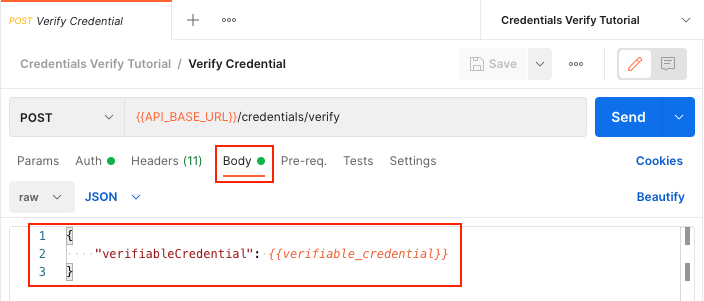 POST Verify Credential
Credentials Verify Tutorial
Credentials Verify Tutorial / Verify Credential
Save
POST
{{API_BASE_URL}}/credentials/verify
Send
Params Auth Headers (11) Body Pre-req. Tests Settings
Cookies
raw JSON
Beautify
1 {
2 "verifiableCredential": {{verifiable_credential}}
3 }